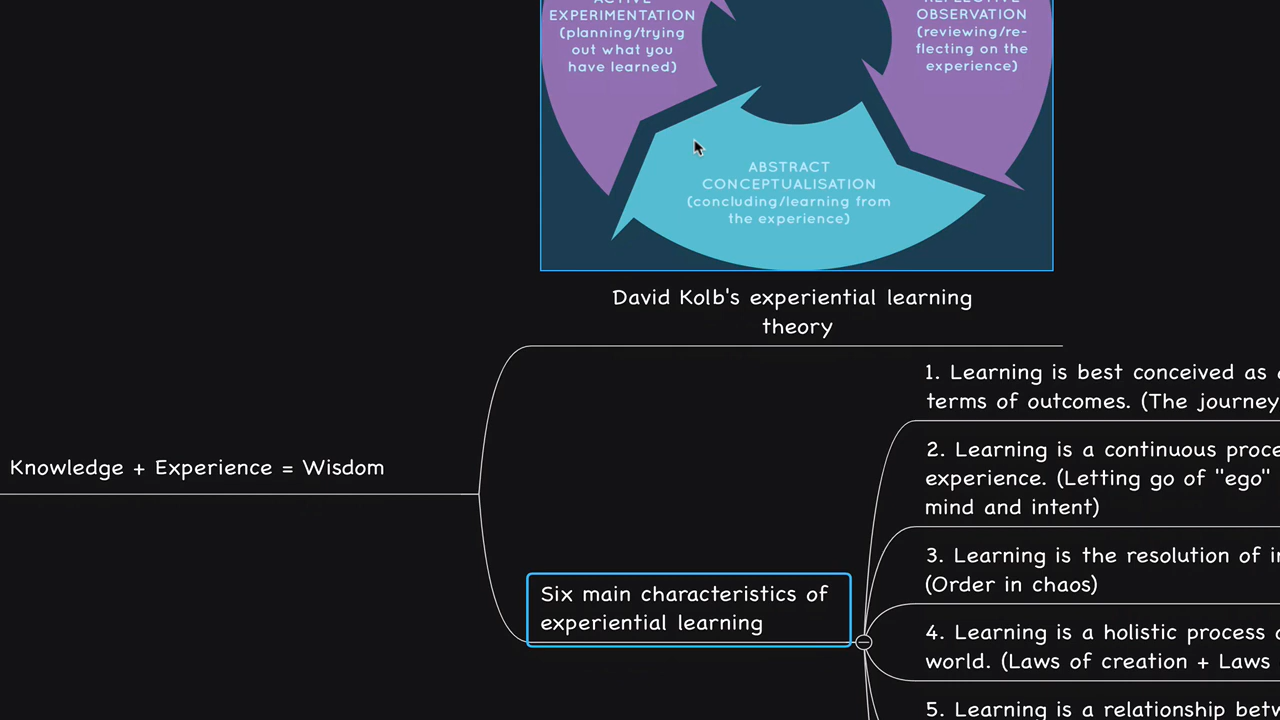 ACTIVE
EXPERIMENTATION
(planning/trying
out what you
have learned)
REFLECTIVE
OBSERVATION
(reviewing/re-
flecting on the
experience)
ABSTRACT
CONCEPTUALISATION
(concluding/learning from
the experience)
David Kolb's experiential learning
theory
Knowledge + Experience = Wisdom
Six main characteristics of
experiential learning
1. Learning is best conceived as
terms of outcomes. (The journey
2. Learning is a continuous
experience. (Letting go of "ego"
mind and intent)
3. Learning is the resolution of
(Order in chaos)
4. Learning is a holistic process
world. (Laws of creation + Laws
5. Learning is a relationship